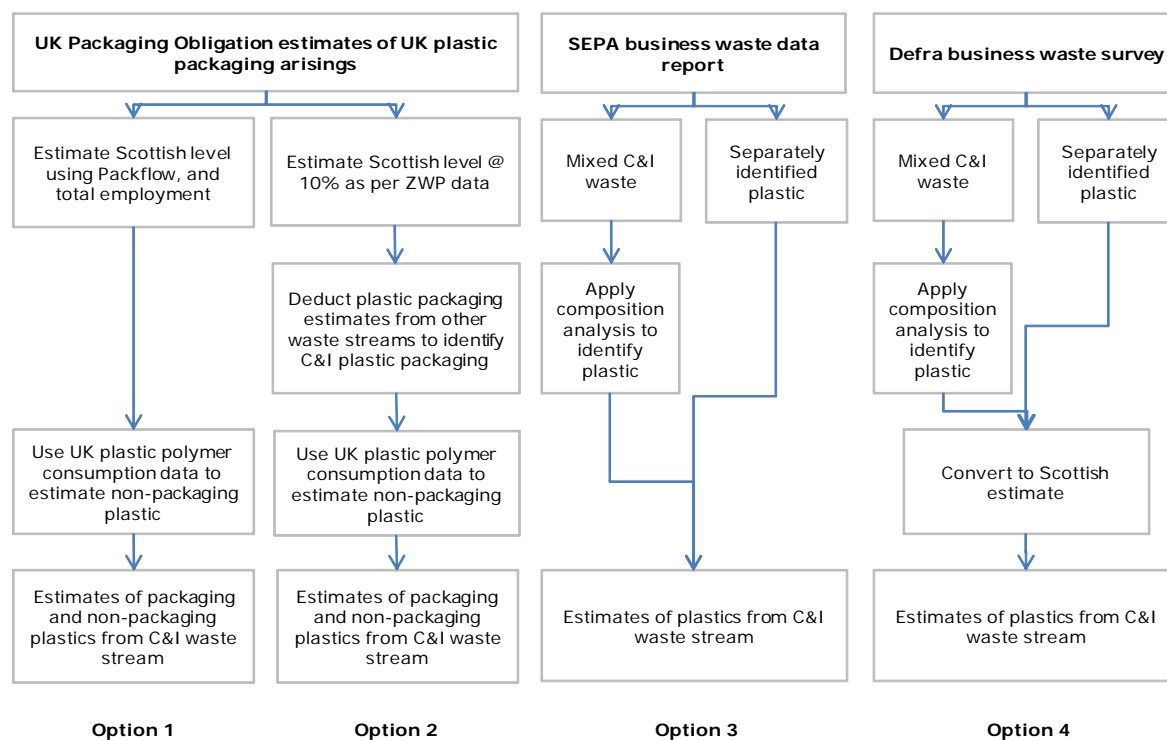 UK Packaging Obligation estimates of UK plastic
packaging arisings
SEPA business waste data
report
Defra business waste survey
Estimate Scottish level
using Packflow, and
total employment
Estimate Scottish level @
10% as per ZWP data
Mixed C&I
waste
Separately
identified
plastic
Mixed C&I
waste
Separately
identified
plastic
Deduct plastic packaging
estimates from other
waste streams to identify
C&I plastic packaging
Apply
composition
analysis to
identify
plastic
Apply
composition
analysis to
identify
plastic
Use UK plastic polymer
consumption data to
estimate non-packaging
plastic
Use UK plastic polymer
consumption data to
estimate non-packaging
plastic
Convert to Scottish
estimate
Estimates of packaging
and non-packaging
plastics from C&I waste
stream
Estimates of packaging
and non-packaging
plastics from C&I waste
stream
Estimates of plastics from C&I
waste stream
Estimates of plastics from C&I
waste stream
Option 1
Option 2
Option 3
Option 4